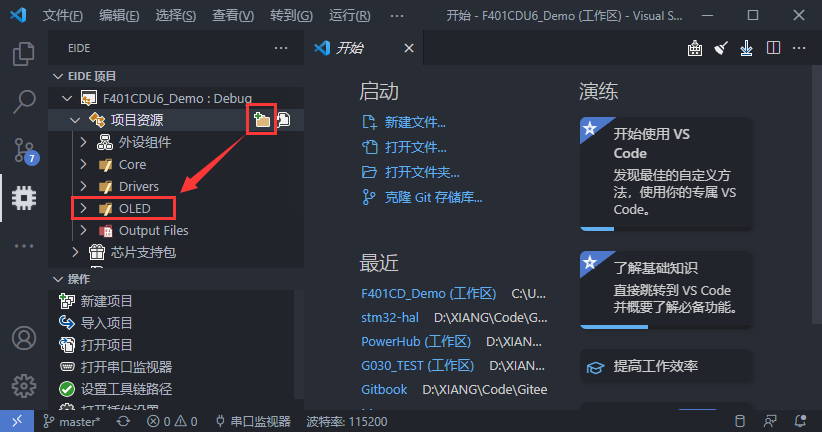 文件(F) 编辑(E) 选择(S) 查看(V) 转到(G) 运行(R) ··· 开始 - F401CDU6_Demo (工作区) - Visual S...
EIDE ···
开始
EIDE 项目
F401CDU6_Demo : Debug
项目资源
外设组件
Core
Drivers
OLED
Output Files
芯片支持包
操作
新建项目
导入项目
打开项目
打开串口监视器
设置工具链路径
打开插件设置
7
启动
新建文件...
打开文件...
打开文件夹...
克隆 Git 存储库...
最近
F401CD_Demo (工作区) C:\U...
stm32-hal D:\XIANG\Code\G...
PowerHub (工作区) D:\XIAN...
G030_TEST (工作区) D:\XIAN...
Gitbook D:\XIANG\Code\Gitee
演练
开始使用 VS
Code
发现最佳的自定义方
法，使用你的专属 VS
Code。
了解基础知识
直接跳转到 VS Code
并概要了解必备功能。
提高工作效率
master* 0 0 串口监视器 波特率: 115200